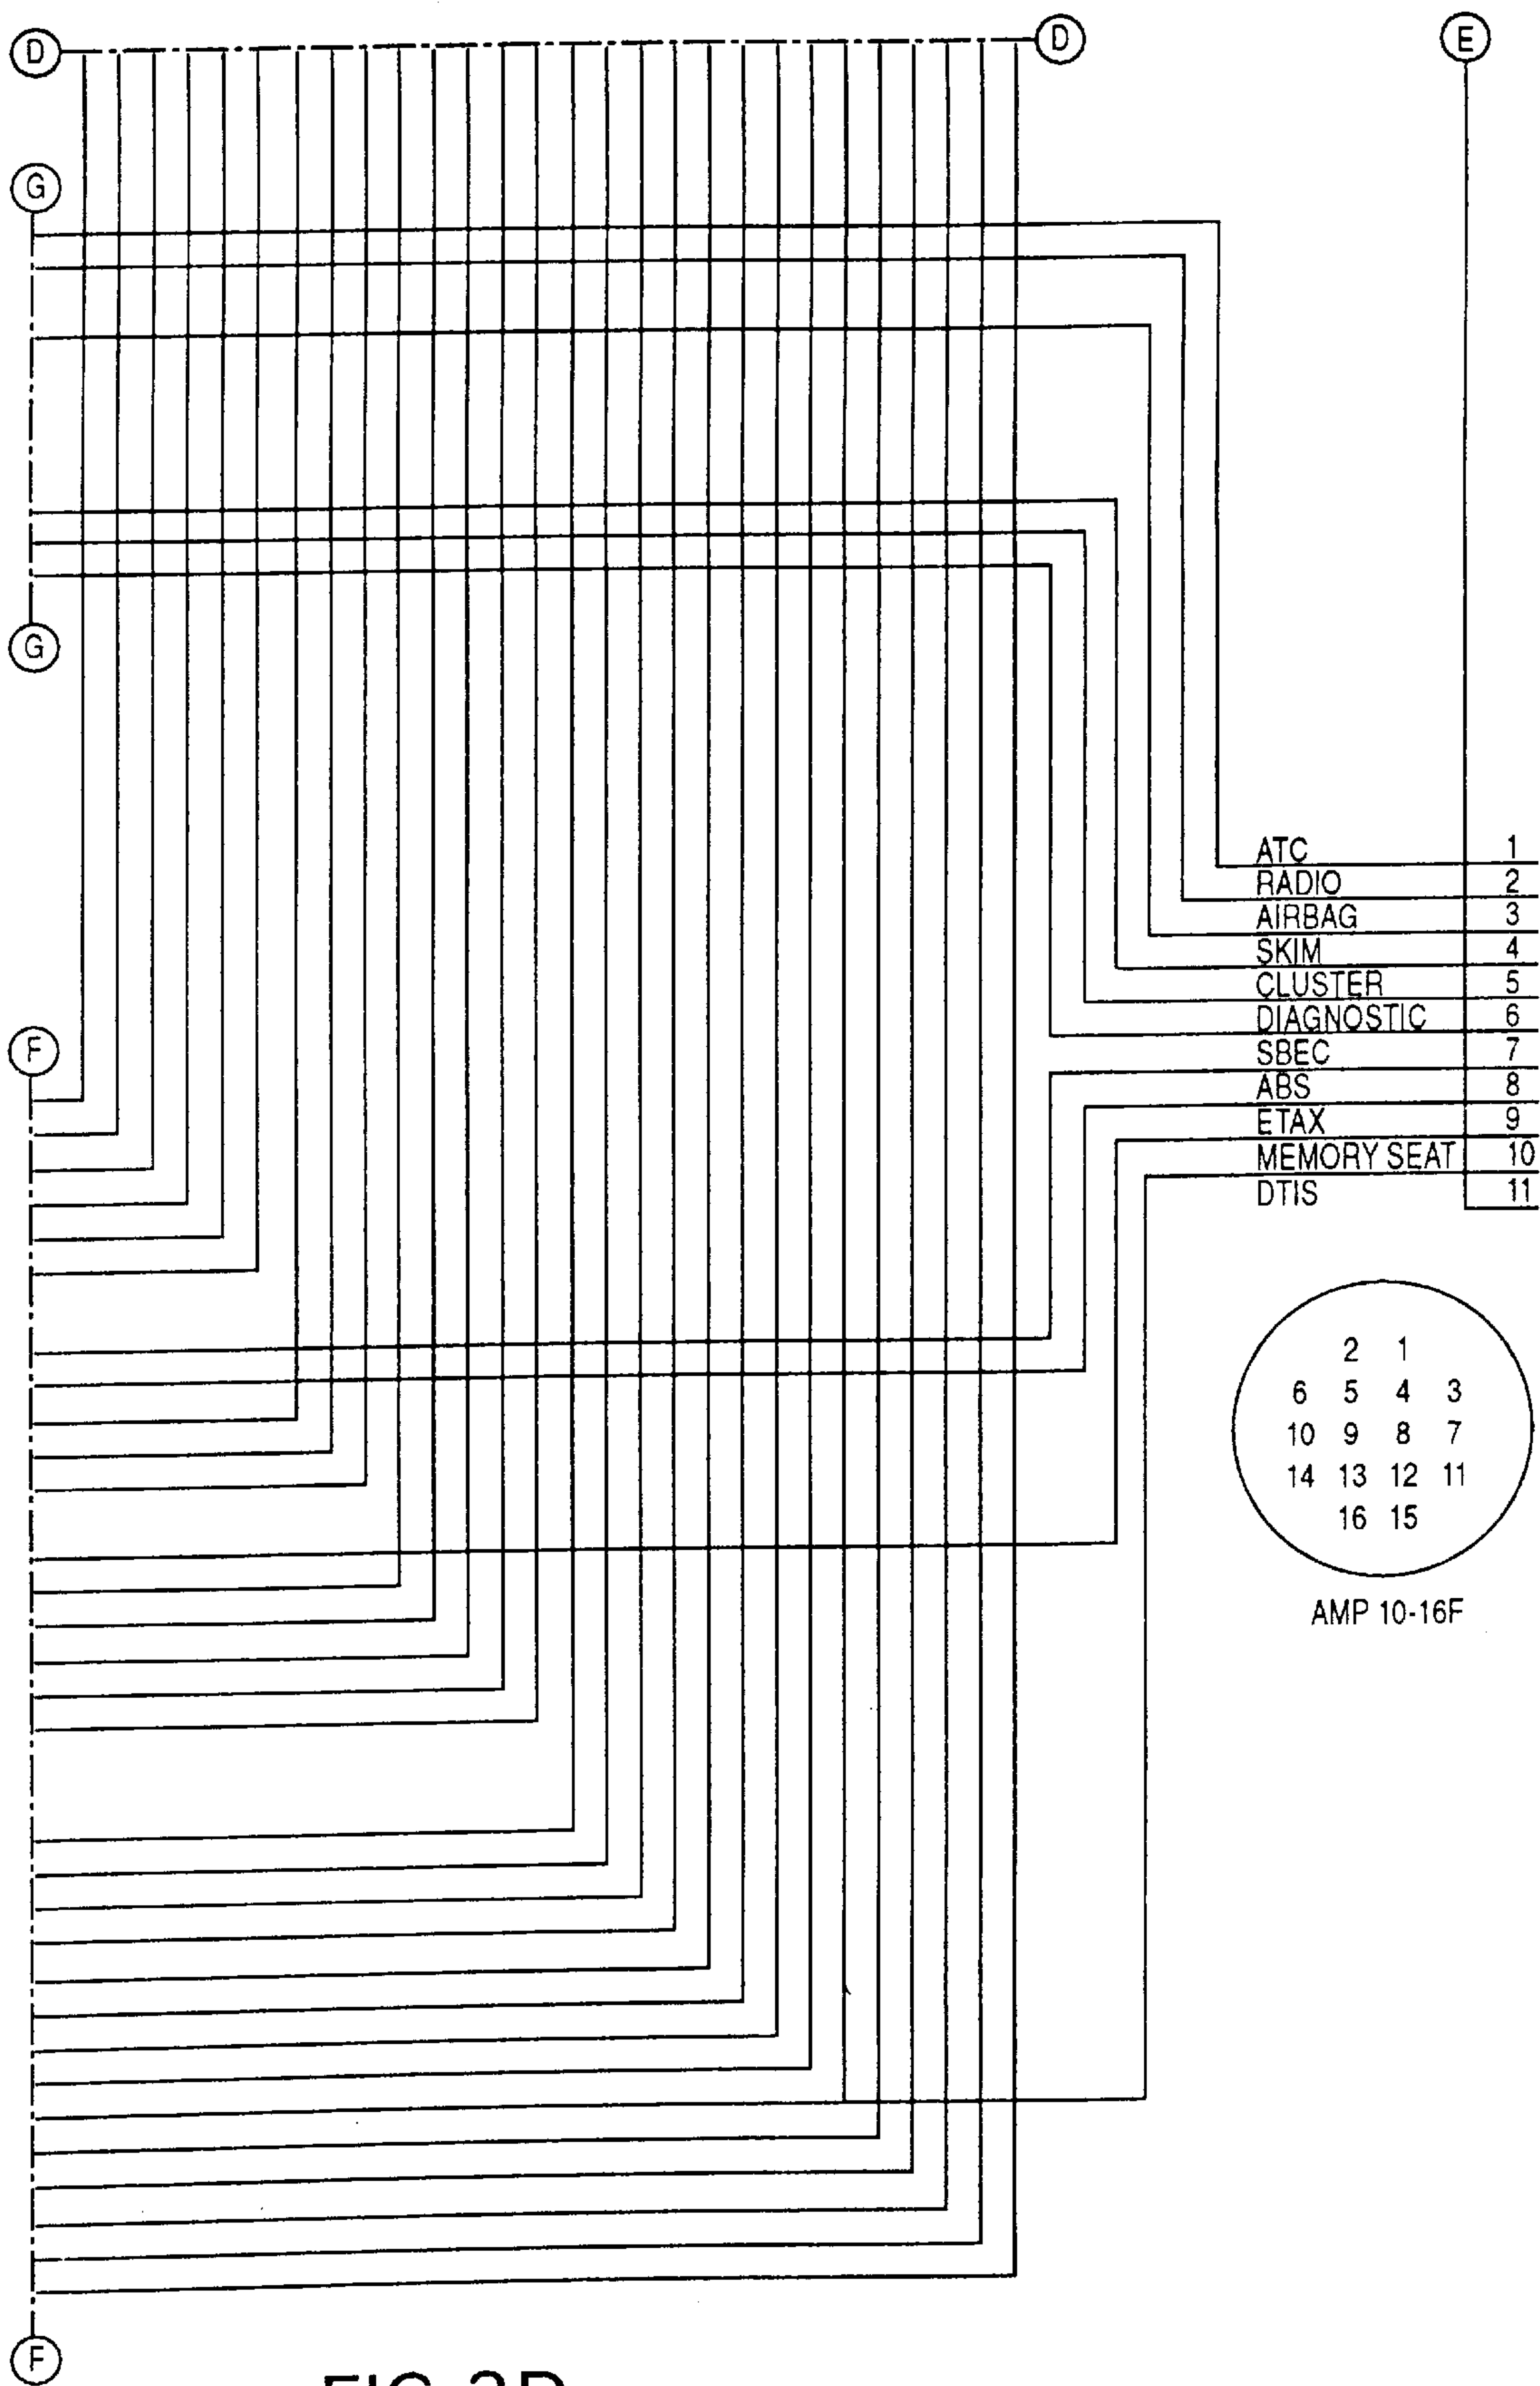 D D E
G
G
ATC 1
RADIO 2
AIRBAG 3
SKIM 4
CLUSTER 5
DIAGNOSTIC 6
SBEC 7
ABS 8
ETAX 9
MEMORY SEAT 10
DTIS 11
F
2 1
6 5 4 3
10 9 8 7
14 13 12 11
16 15
AMP 10-16F
F